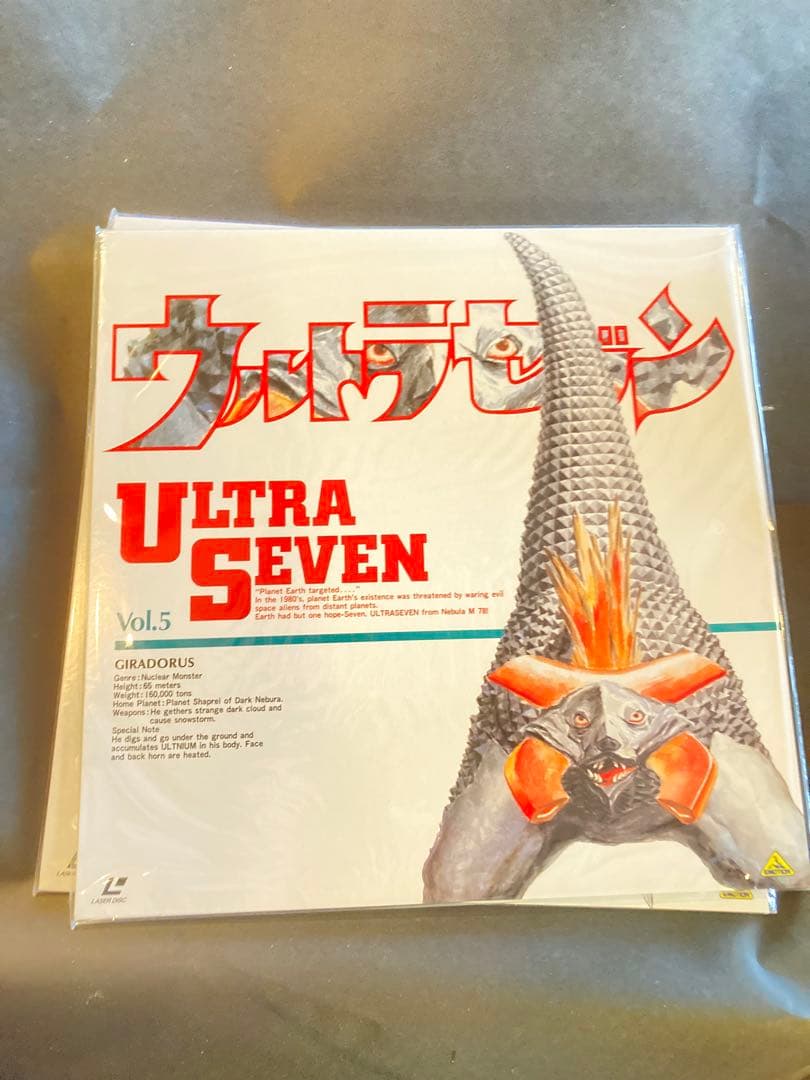 ウルトラセブン
ULTRA
SEVEN
"Planet Earth targeted...."
In the 1980's, planet Earth's existence was threatened by waring evil
space aliens from distant planets.
Earth had but one hope-Seven, ULTRASEVEN from Nebula M 78!
Vol.5
GIRADORUS
Genre:Nuclear Monster
Height:65 meters
Weight:160,000 tons
Home Planet:Planet Shaprei of Dark Nebura.
Weapons:He gethers strange dark cloud and
cause snowstorm.
Special Note
He digs and go under the ground and
accumulates ULTNIUM in his body. Face
and back horn are heated.
LASER DISC
EMOTION